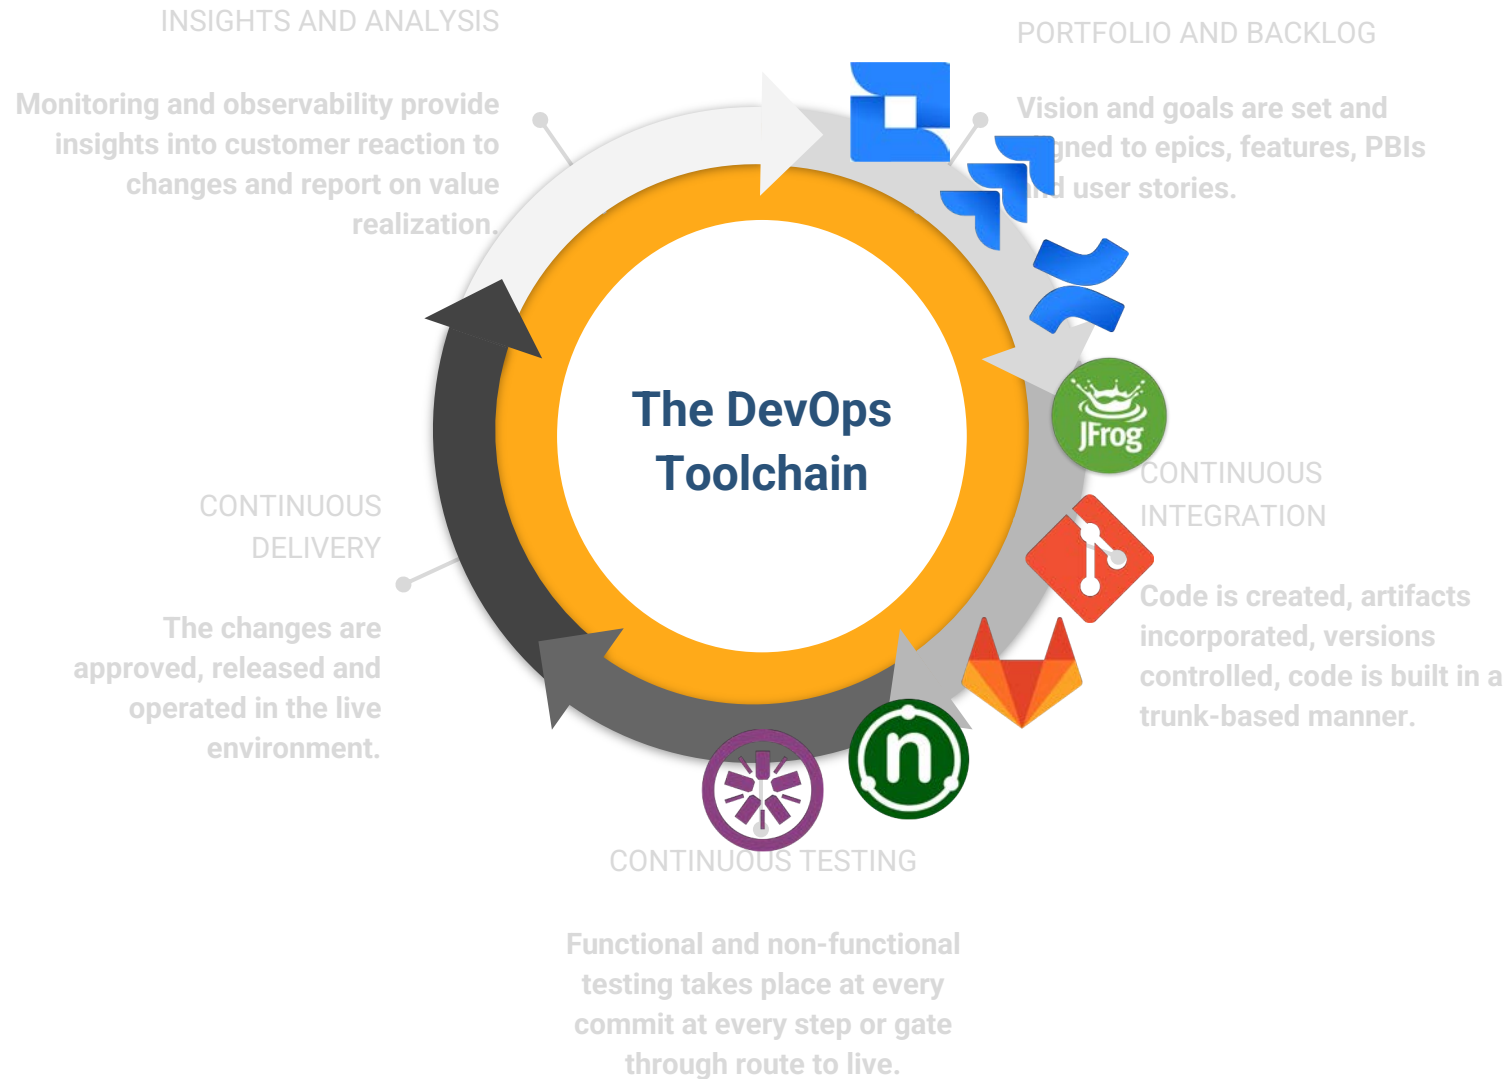 INSIGHTS AND ANALYSIS
Monitoring and observability provide
insights into customer reaction to
changes and report on value
realization.
PORTFOLIO AND BACKLOG
Vision and goals are set and
to epics, features, PBIs
user stories.
The DevOps
Toolchain
JFrog
CONTINUOUS
INTEGRATION
Code is created, artifacts
incorporated, versions
controlled, code is built in a
trunk-based manner.
CONTINUOUS
DELIVERY
The changes are
approved, released and
operated in the live
environment.
n
CONTINUOUS TESTING
Functional and non-functional
testing takes place at every
commit at every step or gate
through route to live.